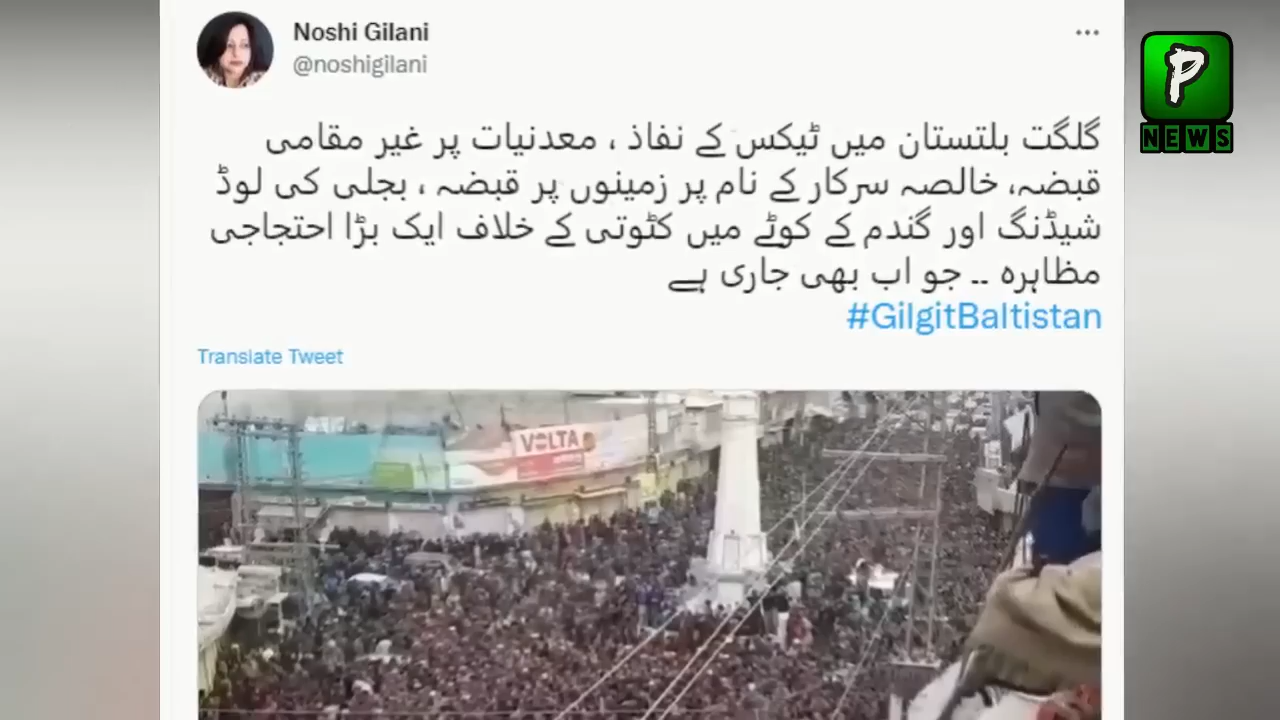 Noshi Gilani
@noshigilani
گلگت بلتستان میں ٹیکس کے نفاذ ، معدنیات پر غیر مقامی
قبضہ، خالصہ سرکار کے نام پر زمینوں پر قبضہ ، بجلی کی لوڈ
شیڈنگ اور گندم کے کوٹے میں کٹوتی کے خلاف ایک بڑا احتجاجی
مظاہرہ -- جو اب بھی جاری ہے
#GilgitBaltistan
Translate Tweet
VOLTA
P
NEWS